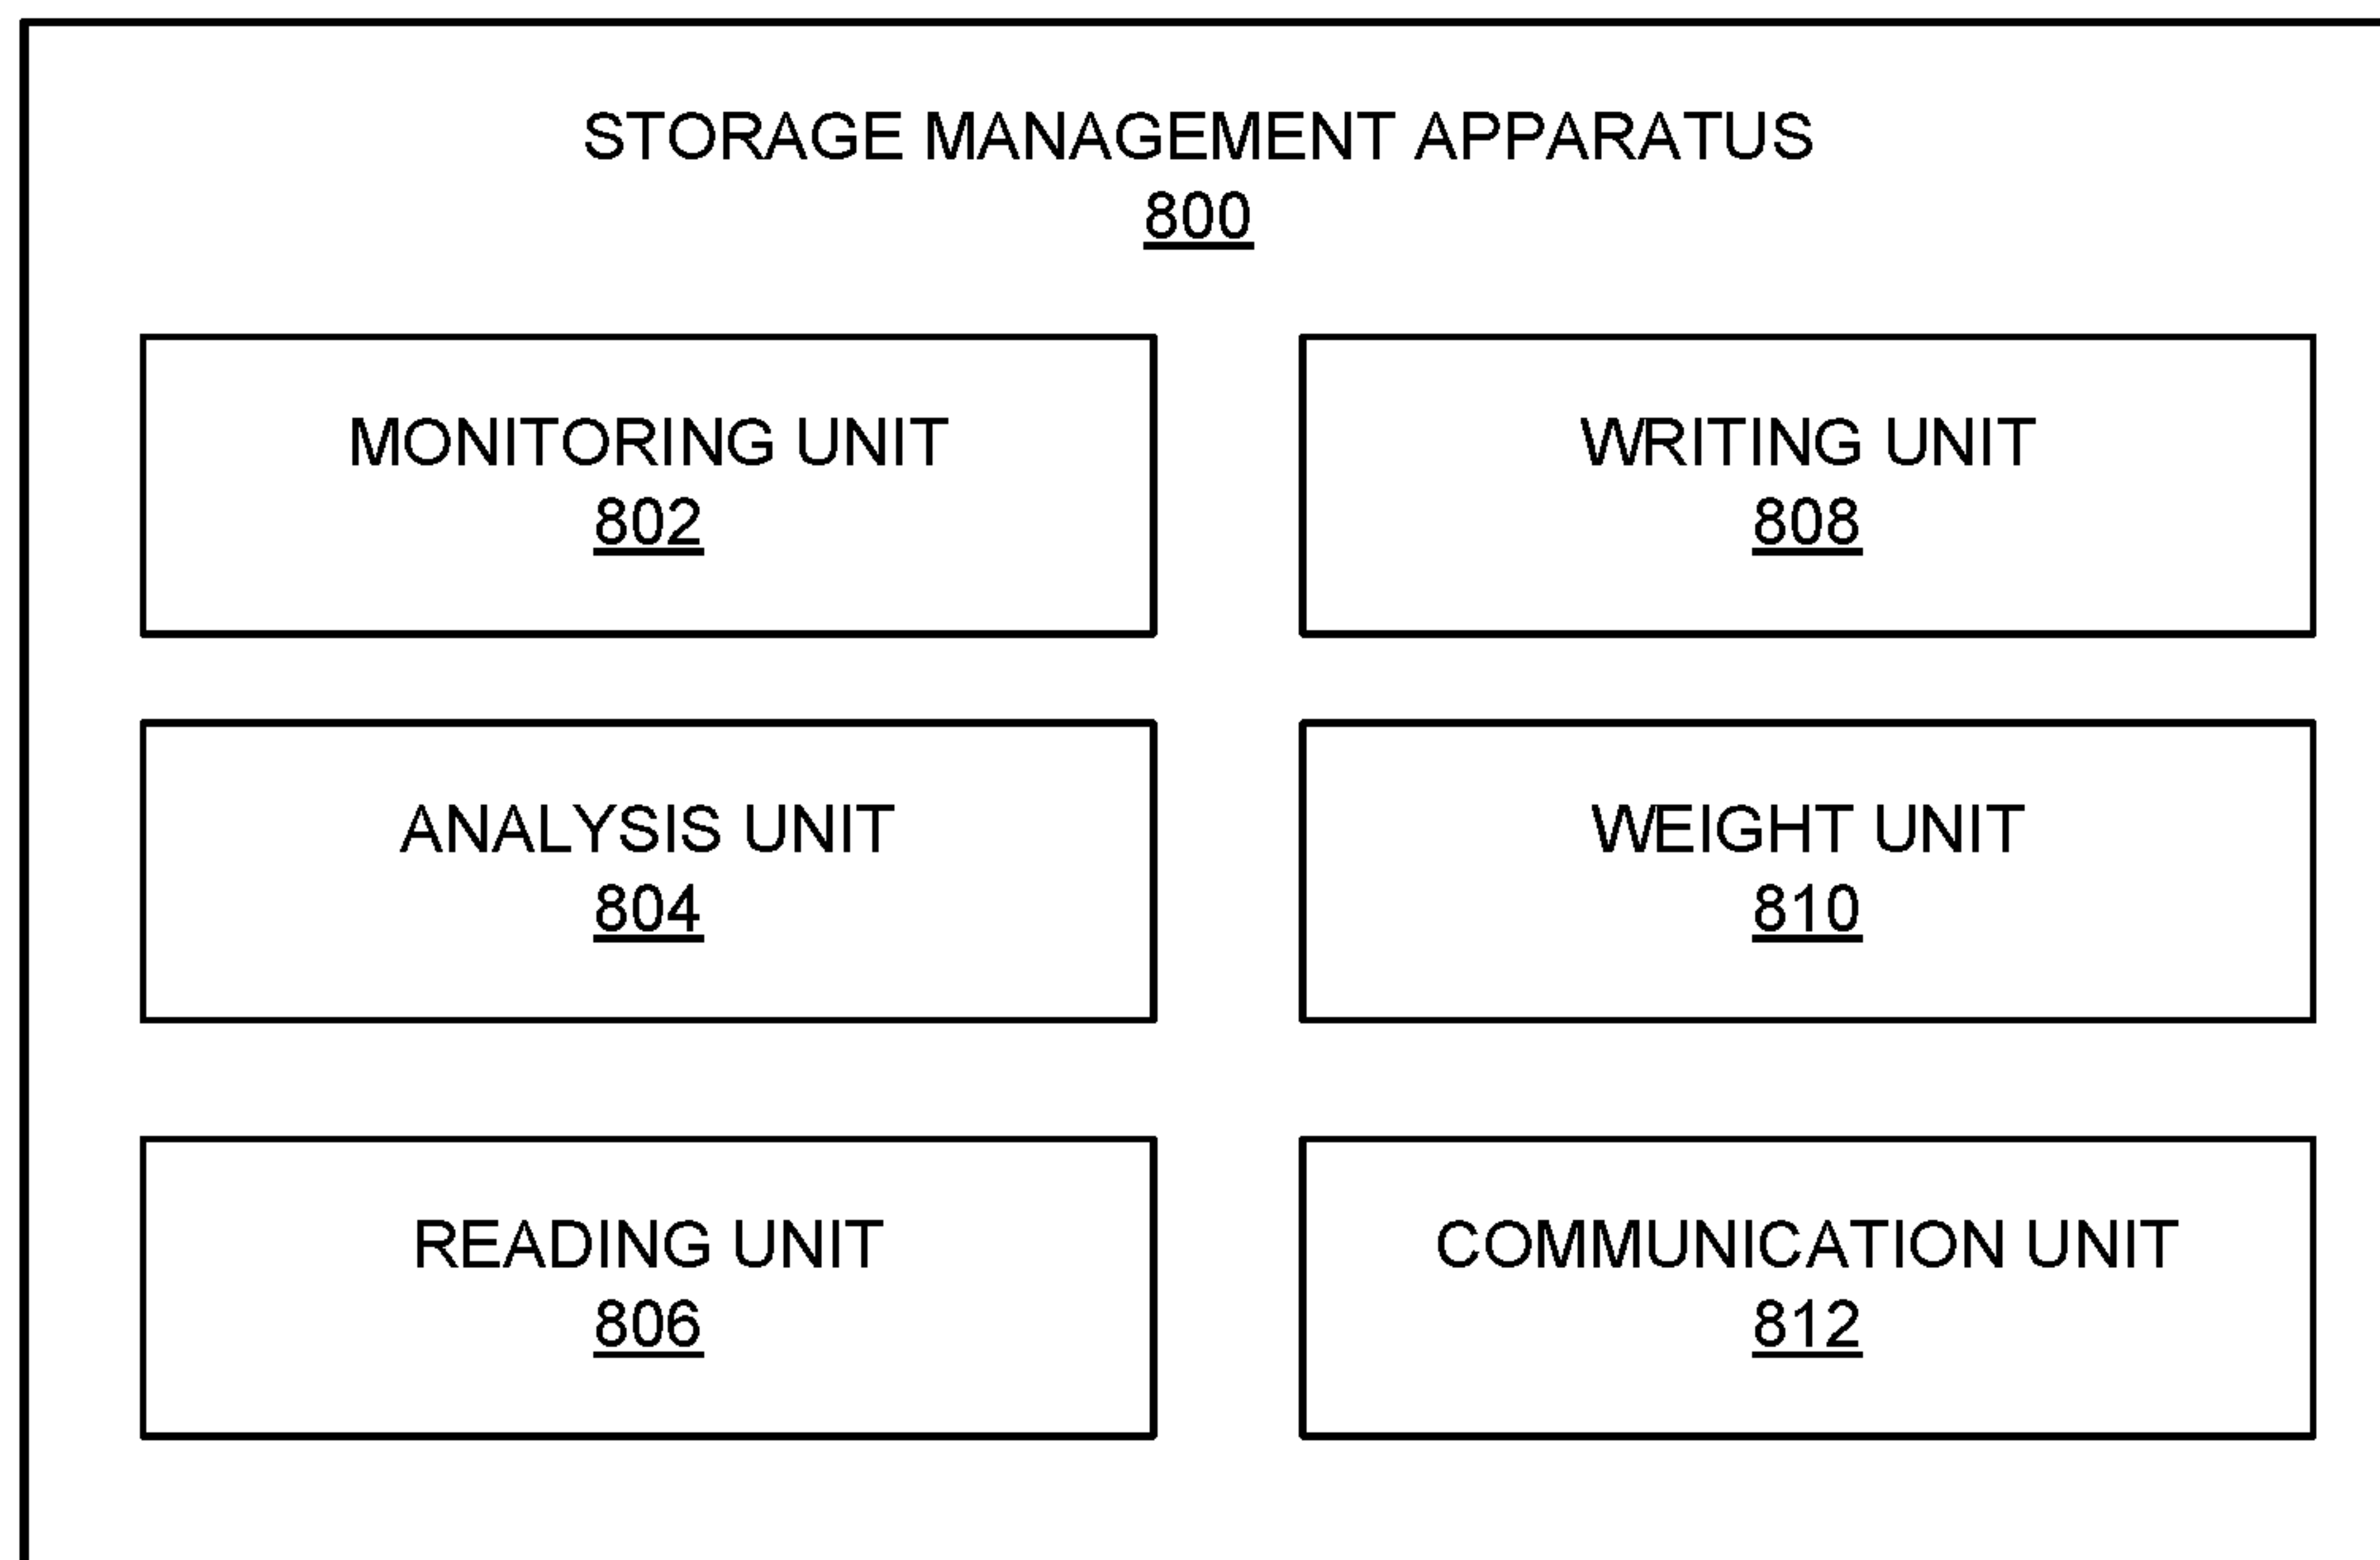 STORAGE MANAGEMENT APPARATUS
800
MONITORING UNIT
802
WRITING UNIT
808
ANALYSIS UNIT
804
WEIGHT UNIT
810
READING UNIT
806
COMMUNICATION UNIT
812